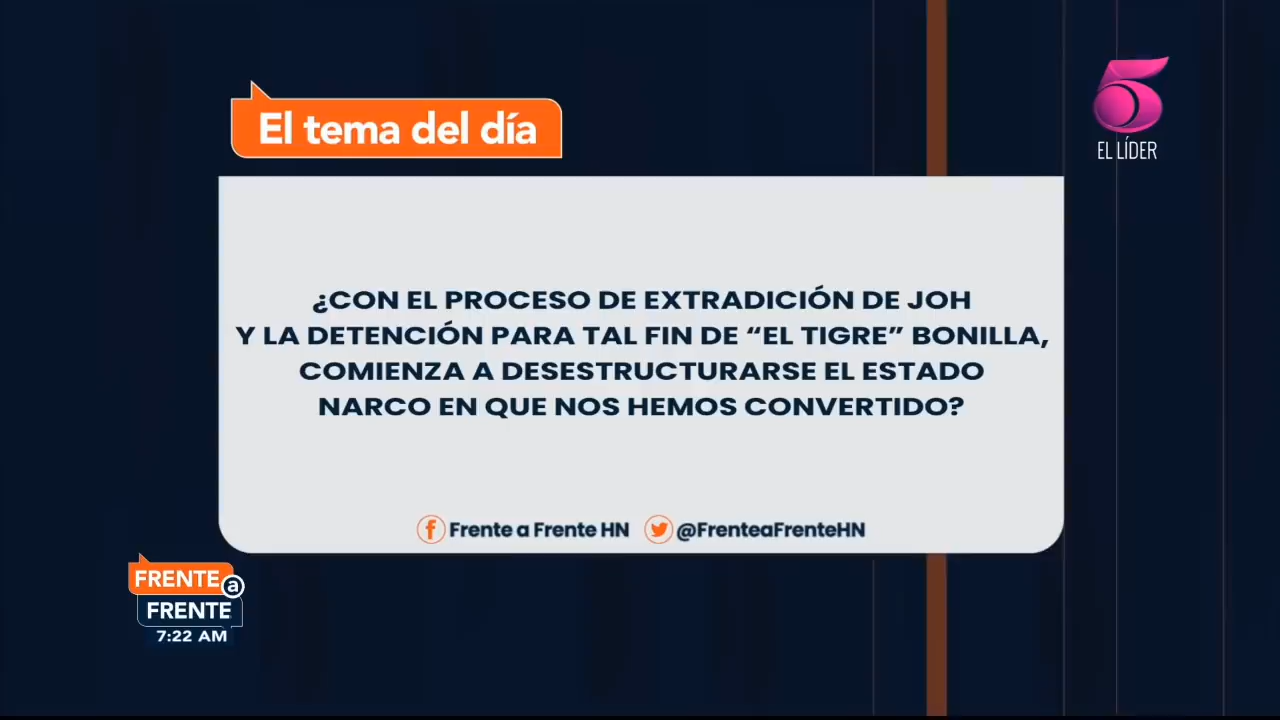 El tema del día
5
EL LÍDER
¿CON EL PROCESO DE EXTRADICIÓN DE JOH
Y LA DETENCIÓN PARA TAL FIN DE “EL TIGRE” BONILLA,
COMIENZA A DESESTRUCTURARSE EL ESTADO
NARCO EN QUE NOS HEMOS CONVERTIDO?
Frente a Frente HN @FrenteaFrenteHN
FRENTE a
FRENTE
7:22 AM